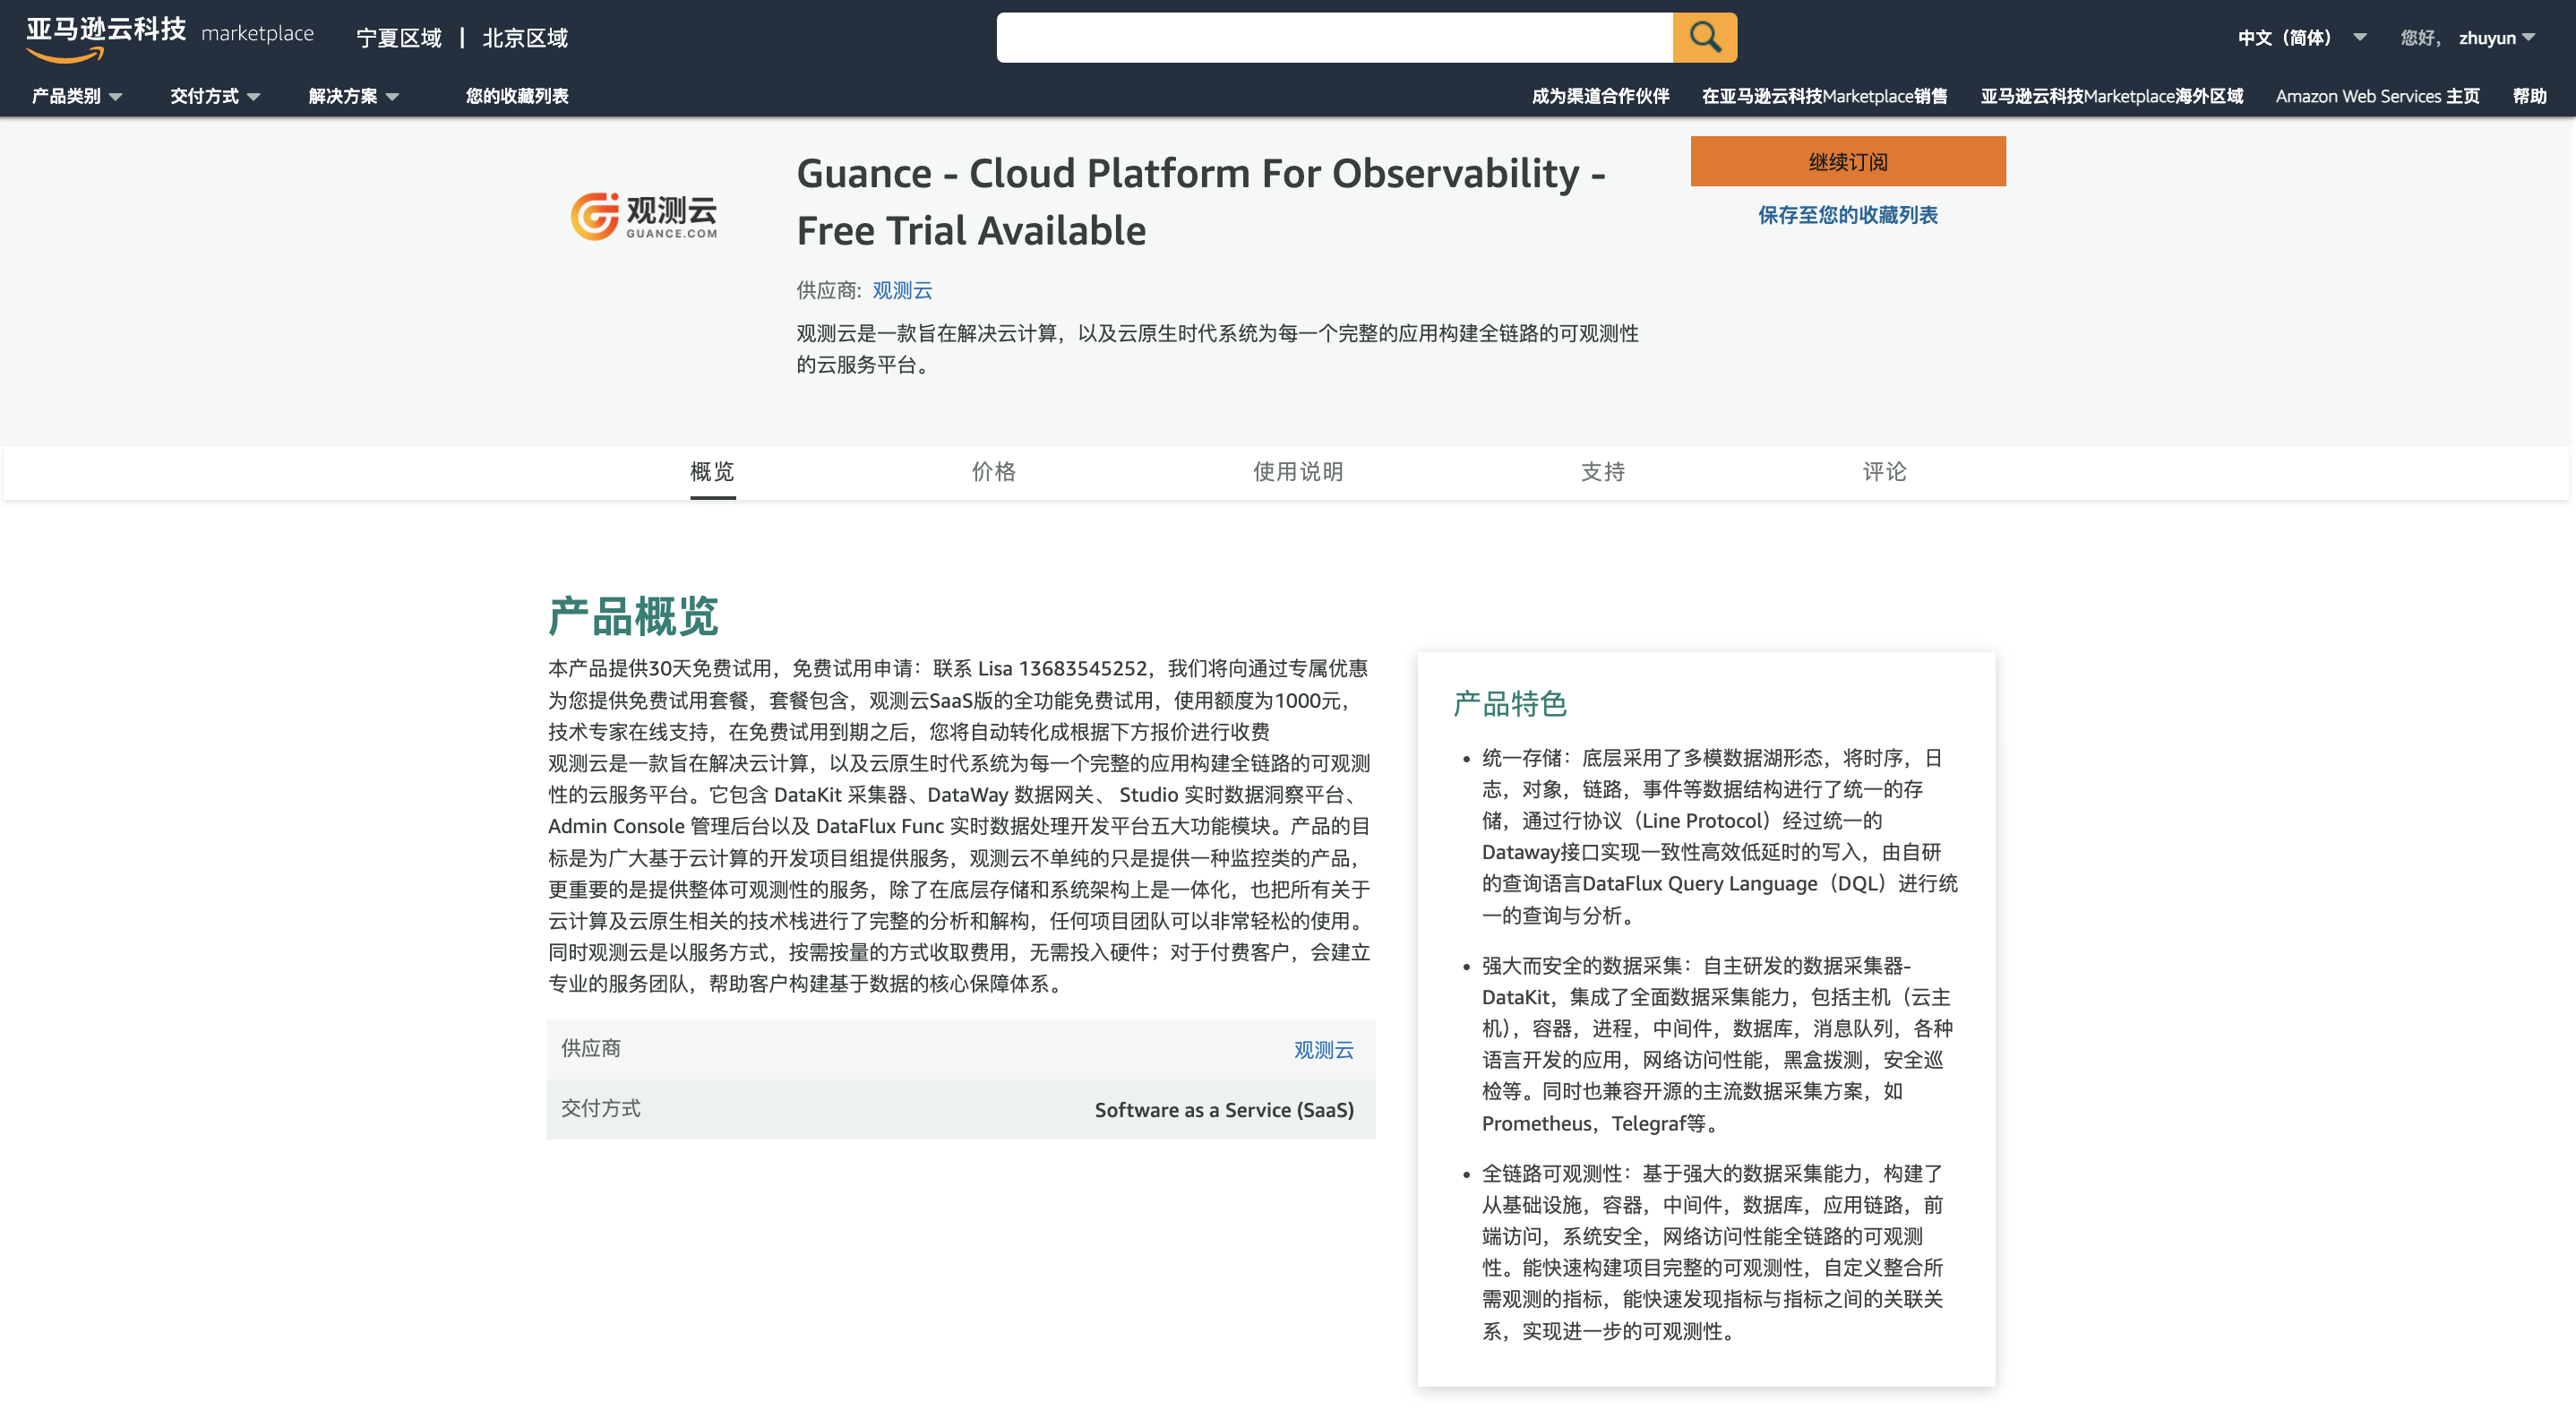 亚马逊云科技 marketplace 宁夏区域 | 北京区域 中文（简体） 您好， zhuyun
产品类别 交付方式 解决方案 您的收藏列表 成为渠道合作伙伴 在亚马逊云科技Marketplace销售 亚马逊云科技Marketplace海外区域 Amazon Web Services 主页 帮助
观测云
GUANCE.COM
Guance - Cloud Platform For Observability -
Free Trial Available
继续订阅
保存至您的收藏列表
供应商: 观测云
观测云是一款旨在解决云计算，以及云原生时代系统为每一个完整的应用构建全链路的可观测性
的云服务平台。
概览 价格 使用说明 支持 评论
产品概览
本产品提供30天免费试用，免费试用申请：联系 Lisa 13683545252，我们将向通过专属优惠
为您提供免费试用套餐，套餐包含，观测云SaaS版的全功能免费试用，使用额度为1000元，
技术专家在线支持，在免费试用到期之后，您将自动转化成根据下方报价进行收费
观测云是一款旨在解决云计算，以及云原生时代系统为每一个完整的应用构建全链路的可观测
性的云服务平台。它包含 DataKit 采集器、DataWay 数据网关、 Studio 实时数据洞察平台、
Admin Console 管理后台以及 DataFlux Func 实时数据处理开发平台五大功能模块。产品的目
标是为广大基于云计算的开发项目组提供服务，观测云不单纯的只是提供一种监控类的产品，
更重要的是提供整体可观测性的服务，除了在底层存储和系统架构上是一体化，也把所有关于
云计算及云原生相关的技术栈进行了完整的分析和解构，任何项目团队可以非常轻松的使用。
同时观测云是以服务方式，按需按量的方式收取费用，无需投入硬件；对于付费客户，会建立
专业的服务团队，帮助客户构建基于数据的核心保障体系。
供应商 观测云
交付方式 Software as a Service (SaaS)
产品特色
• 统一存储：底层采用了多模数据湖形态，将时序，日
志，对象，链路，事件等数据结构进行了统一的存
储，通过行协议（Line Protocol）经过统一的
Dataway接口实现一致性高效低延时的写入，由自研
的查询语言DataFlux Query Language（DQL）进行统
一的查询与分析。
• 强大而安全的数据采集：自主研发的数据采集器-
DataKit，集成了全面数据采集能力，包括主机（云主
机），容器，进程，中间件，数据库，消息队列，各种
语言开发的应用，网络访问性能，黑盒拨测，安全巡
检等。同时也兼容开源的主流数据采集方案，如
Prometheus，Telegraf等。
• 全链路可观测性：基于强大的数据采集能力，构建了
从基础设施，容器，中间件，数据库，应用链路，前
端访问，系统安全，网络访问性能全链路的可观测
性。能快速构建项目完整的可观测性，自定义整合所
需观测的指标，能快速发现指标与指标之间的关联关
系，实现进一步的可观测性。